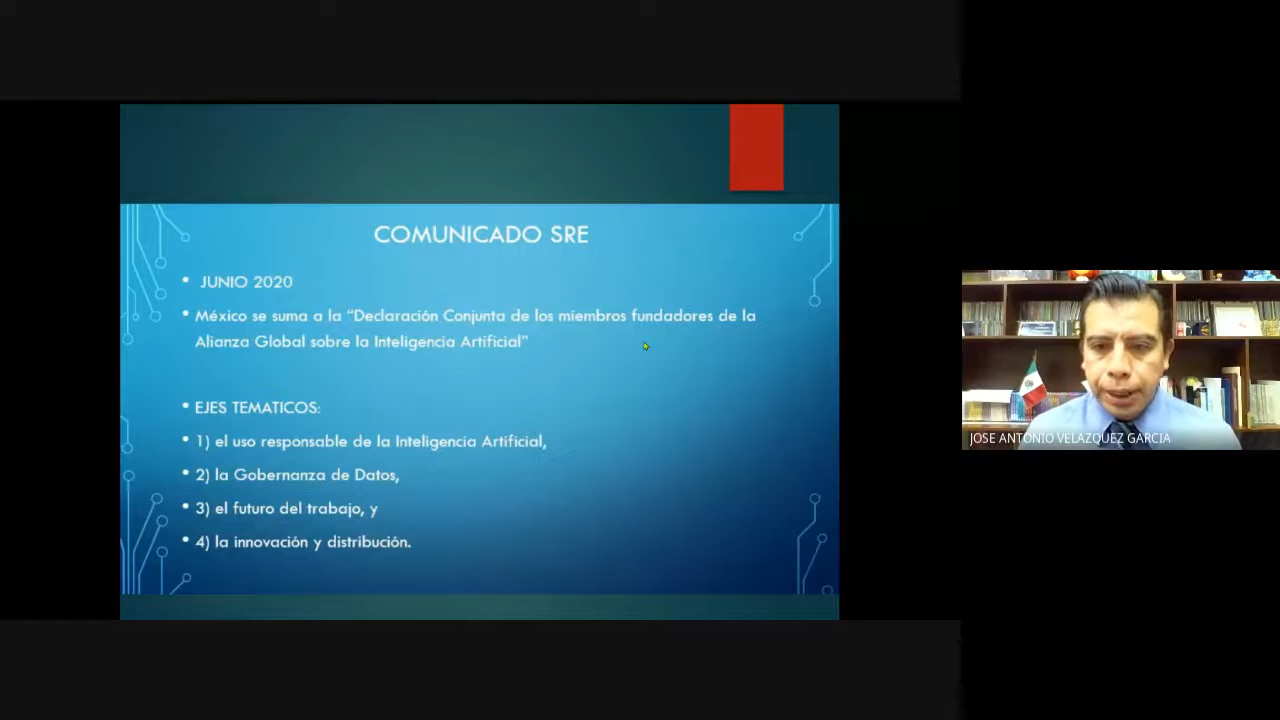 COMUNICADO SRE
• JUNIO 2020
• México se suma a la “Declaración Conjunta de los miembros fundadores de la
Alianza Global sobre la Inteligencia Artificial”
• EJES TEMATICOS:
• 1) el uso responsable de la Inteligencia Artificial,
• 2) la Gobernanza de Datos,
• 3) el futuro del trabajo, y
• 4) la innovación y distribución.
JOSE ANTONIO VELAZQUEZ GARCIA